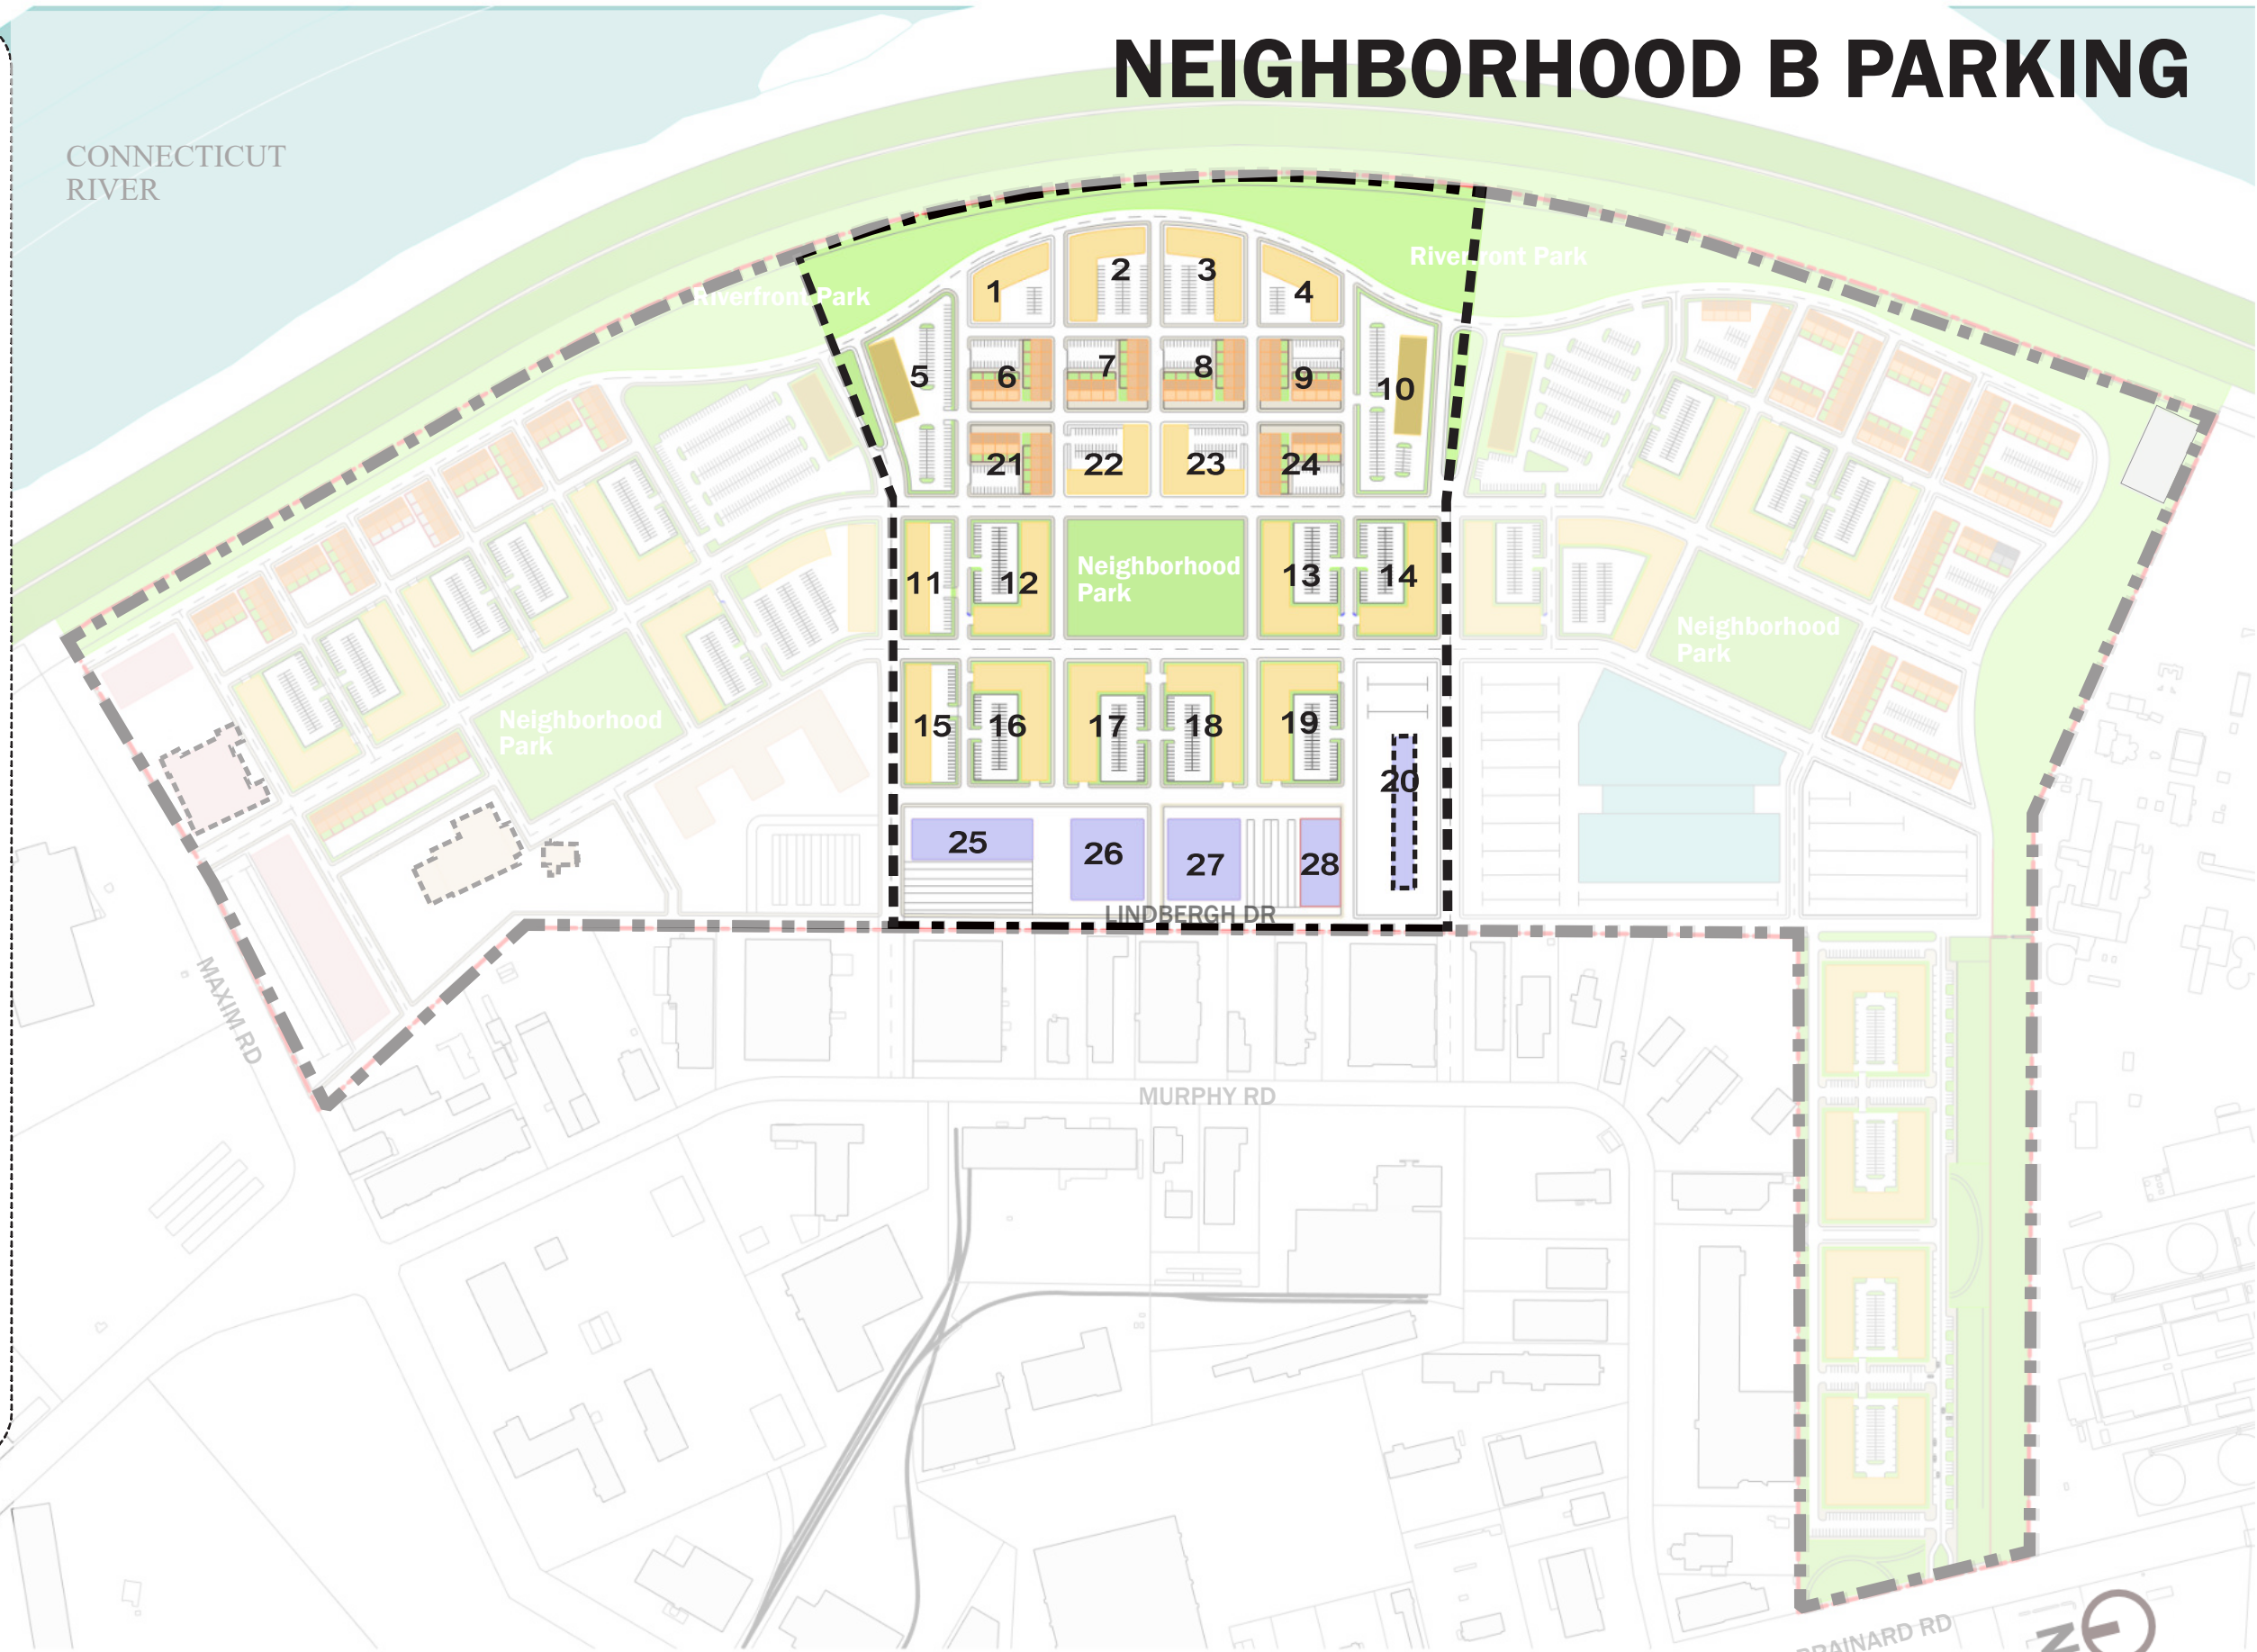 NEIGHBORHOOD B PARKING
CONNECTICUT
RIVER
Riverfront Park
Riverfront Park
1
2
3
4
5
6
7
8
9
10
21
22
23
24
11
12
Neighborhood
Park
13
14
Neighborhood
Park
Neighborhood
Park
15
16
17
18
19
20
25
26
27
28
LINDBERGH DR
MAXIM RD
MURPHY RD
BRAINARD RD
N